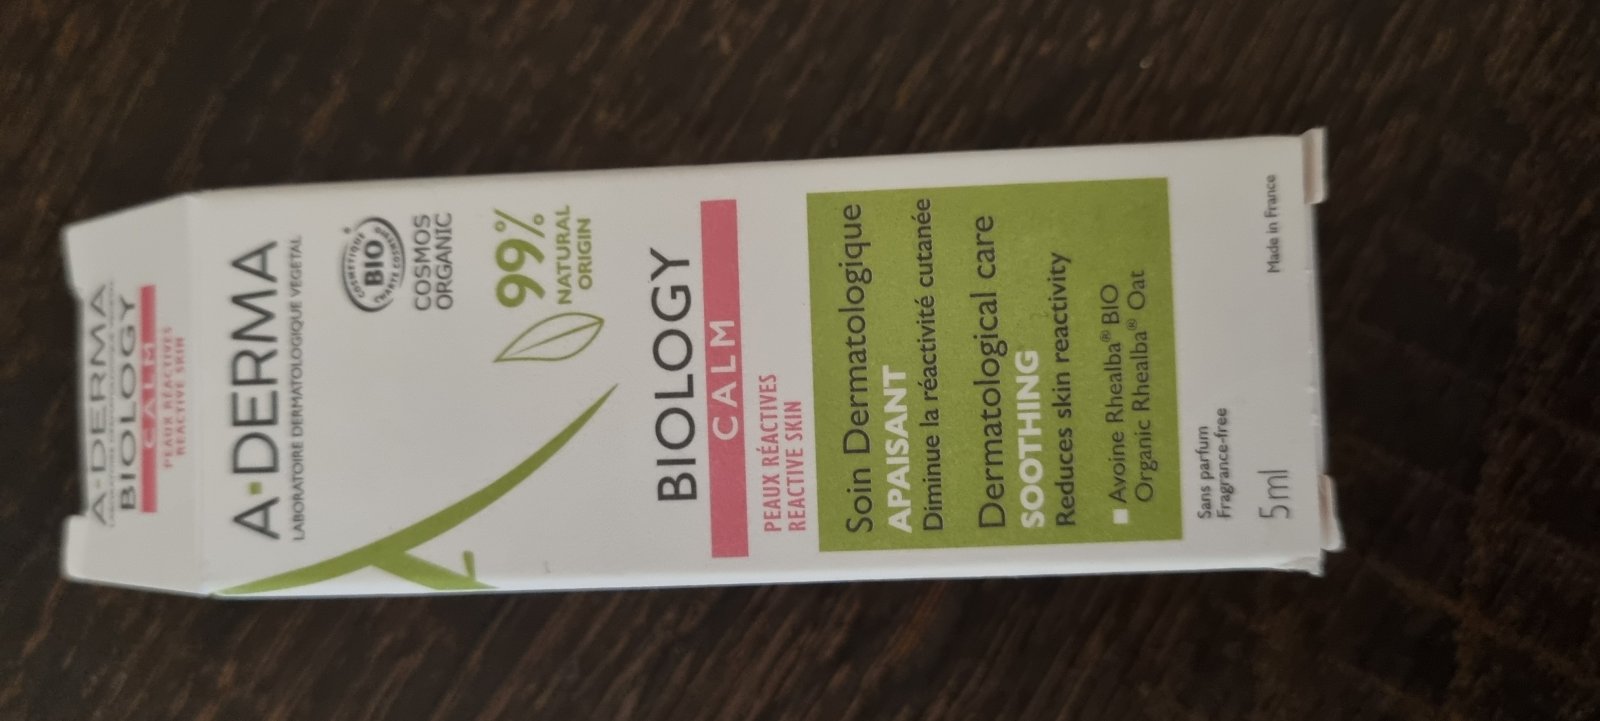 A·DERMA
BIOLOGY
CALM
PEAUX RÉACTIVES
REACTIVE SKIN
A·DERMA
LABORATOIRE DERMATOLOGIQUE VEGETAL
COSMETIQUE
BIO
COSMOS
ORGANIC
99%
NATURAL
ORIGIN
BIOLOGY
CALM
PEAUX RÉACTIVES
REACTIVE SKIN
Soin Dermatologique
APAISANT
Diminue la réactivité cutanée
Dermatological care
SOOTHING
Reduces skin reactivity
Avoine Rhealba® BIO
Organic Rhealba® Oat
Sans parfum
Fragrance-free
5ml
Made in France